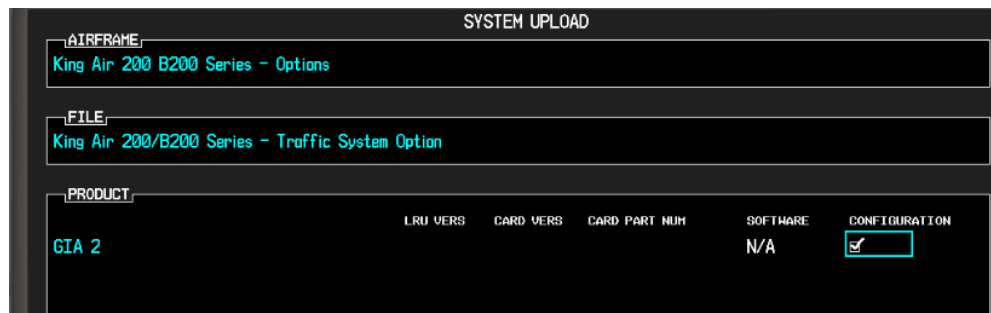 SYSTEM UPLOAD
AIRFRAME
King Air 200 B200 Series - Options
FILE
King Air 200/B200 Series - Traffic System Option
PRODUCT
LRU VERS CARD VERS CARD PART NUM SOFTWARE CONFIGURATION
GIA 2 N/A